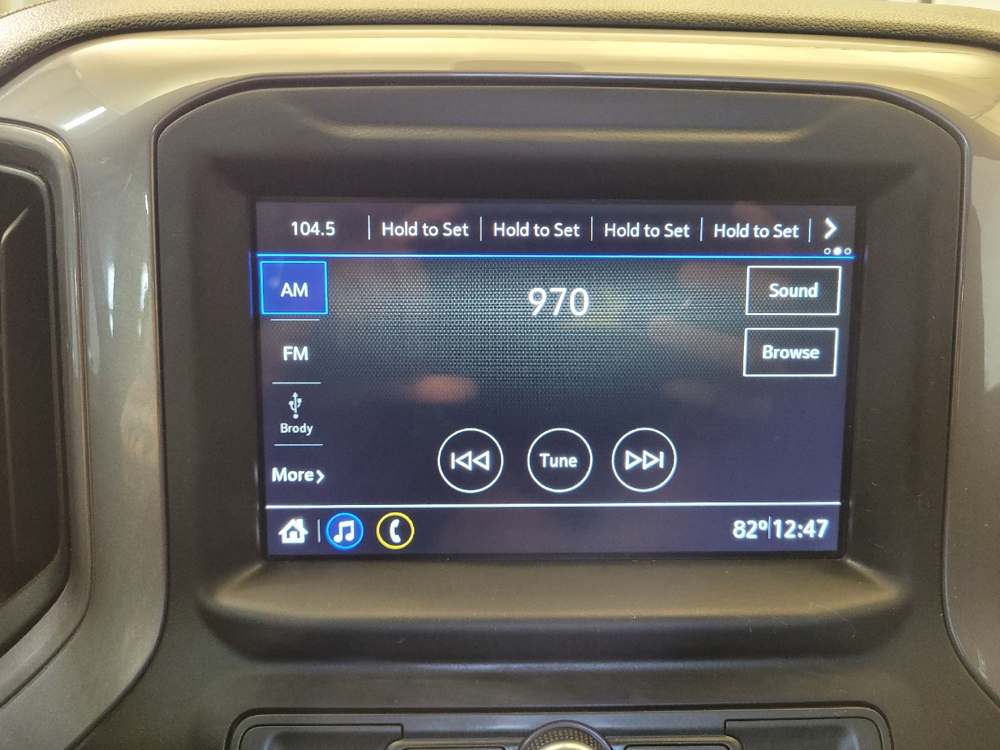 104.5 Hold to Set Hold to Set Hold to Set Hold to Set
AM
970
Sound
FM
Browse
Brody
More
Tune
82° 12:47